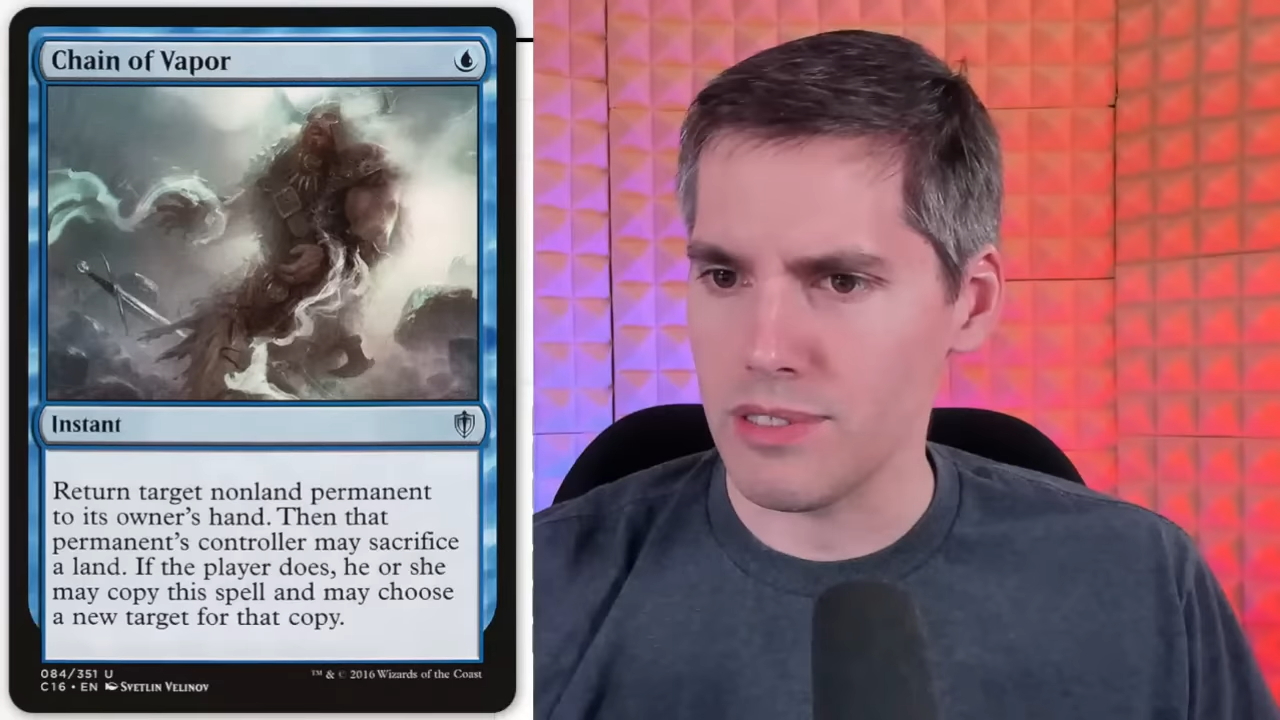 Chain of Vapor
Instant
Return target nonland permanent
to its owner's hand. Then that
permanent's controller may sacrifice
a land. If the player does, he or she
may copy this spell and may choose
a new target for that copy.
084/351 U
™ & © 2016 Wizards of the Coast
C16 • EN Svetlin Velinov